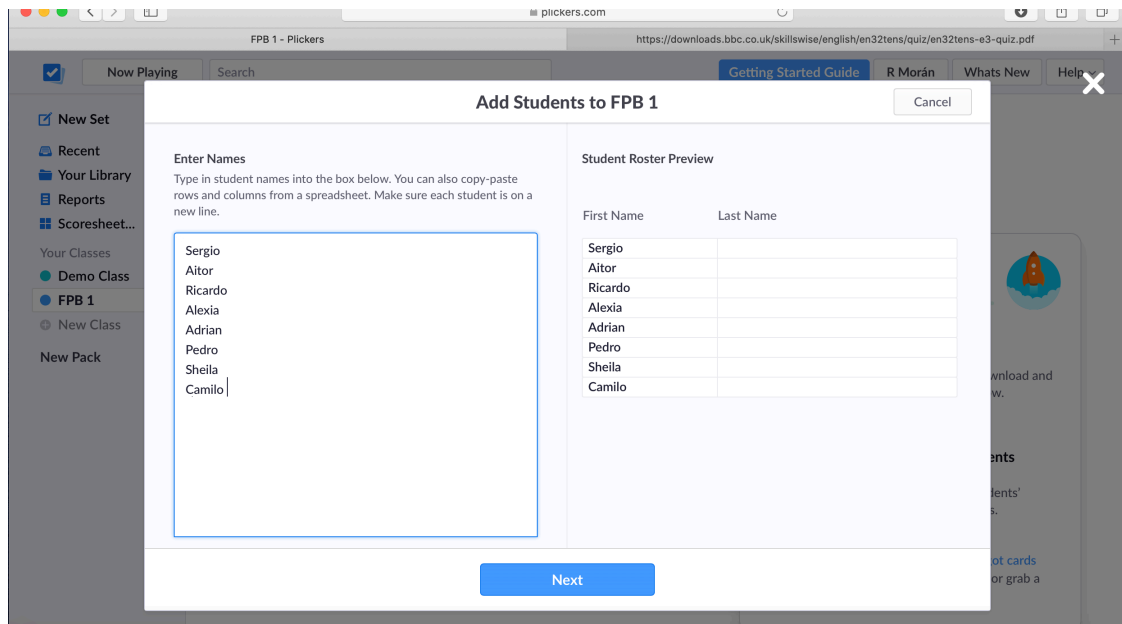 plickers.com
FPB 1 - Plickers
https://downloads.bbc.co.uk/skillswise/english/en32tens/quiz/en32tens-e3-quiz.pdf
Now Playing
Search
Getting Started Guide
R Morán
Whats New
Help
Add Students to FPB 1
Cancel
New Set
Recent
Your Library
Reports
Scoresheet...
Your Classes
Demo Class
FPB 1
New Class
New Pack
Enter Names
Type in student names into the box below. You can also copy-paste
rows and columns from a spreadsheet. Make sure each student is on a
new line.
Sergio
Aitor
Ricardo
Alexia
Adrian
Pedro
Sheila
Camilo
Student Roster Preview
First Name Last Name
Sergio
Aitor
Ricardo
Alexia
Adrian
Pedro
Sheila
Camilo
wnload and
w.
ents
dents'
s.
ot cards
or grab a
Next